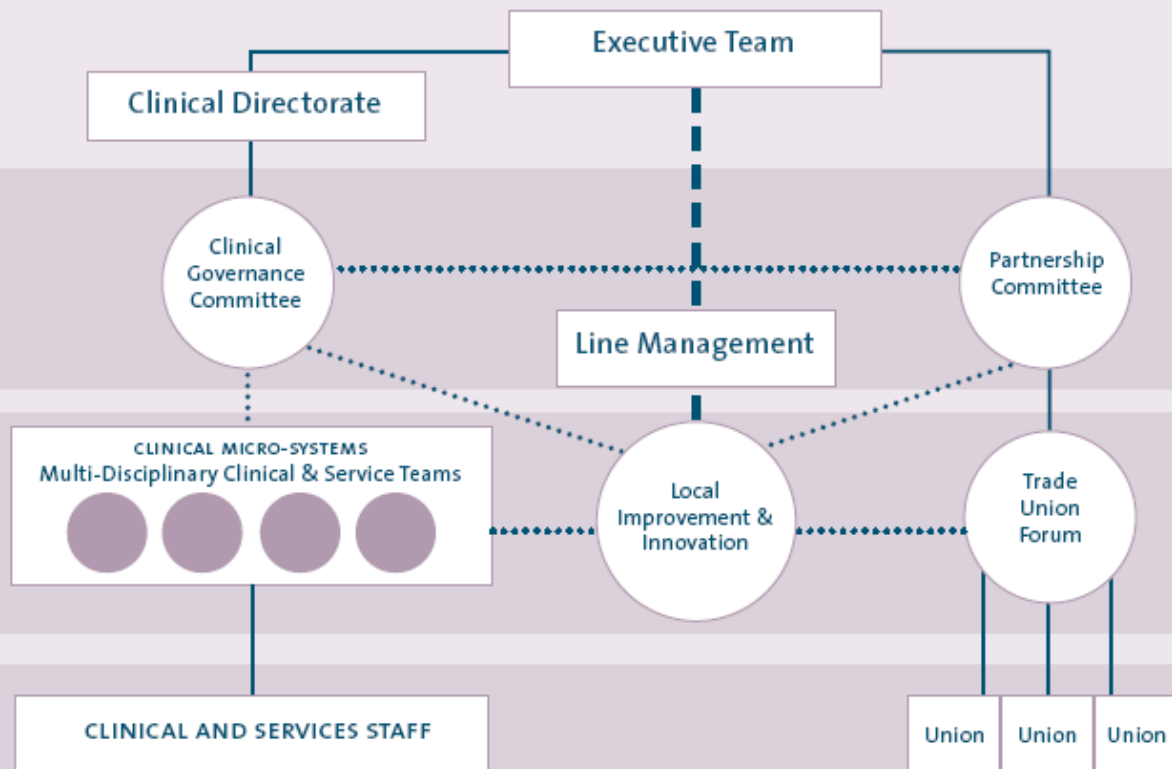 Executive Team
Clinical Directorate
Clinical
Governance
Committee
Partnership
Committee
Line Management
CLINICAL MICRO-SYSTEMS
Multi-Disciplinary Clinical & Service Teams
Local
Improvement &
Innovation
Trade
Union
Forum
CLINICAL AND SERVICES STAFF
Union
Union
Union